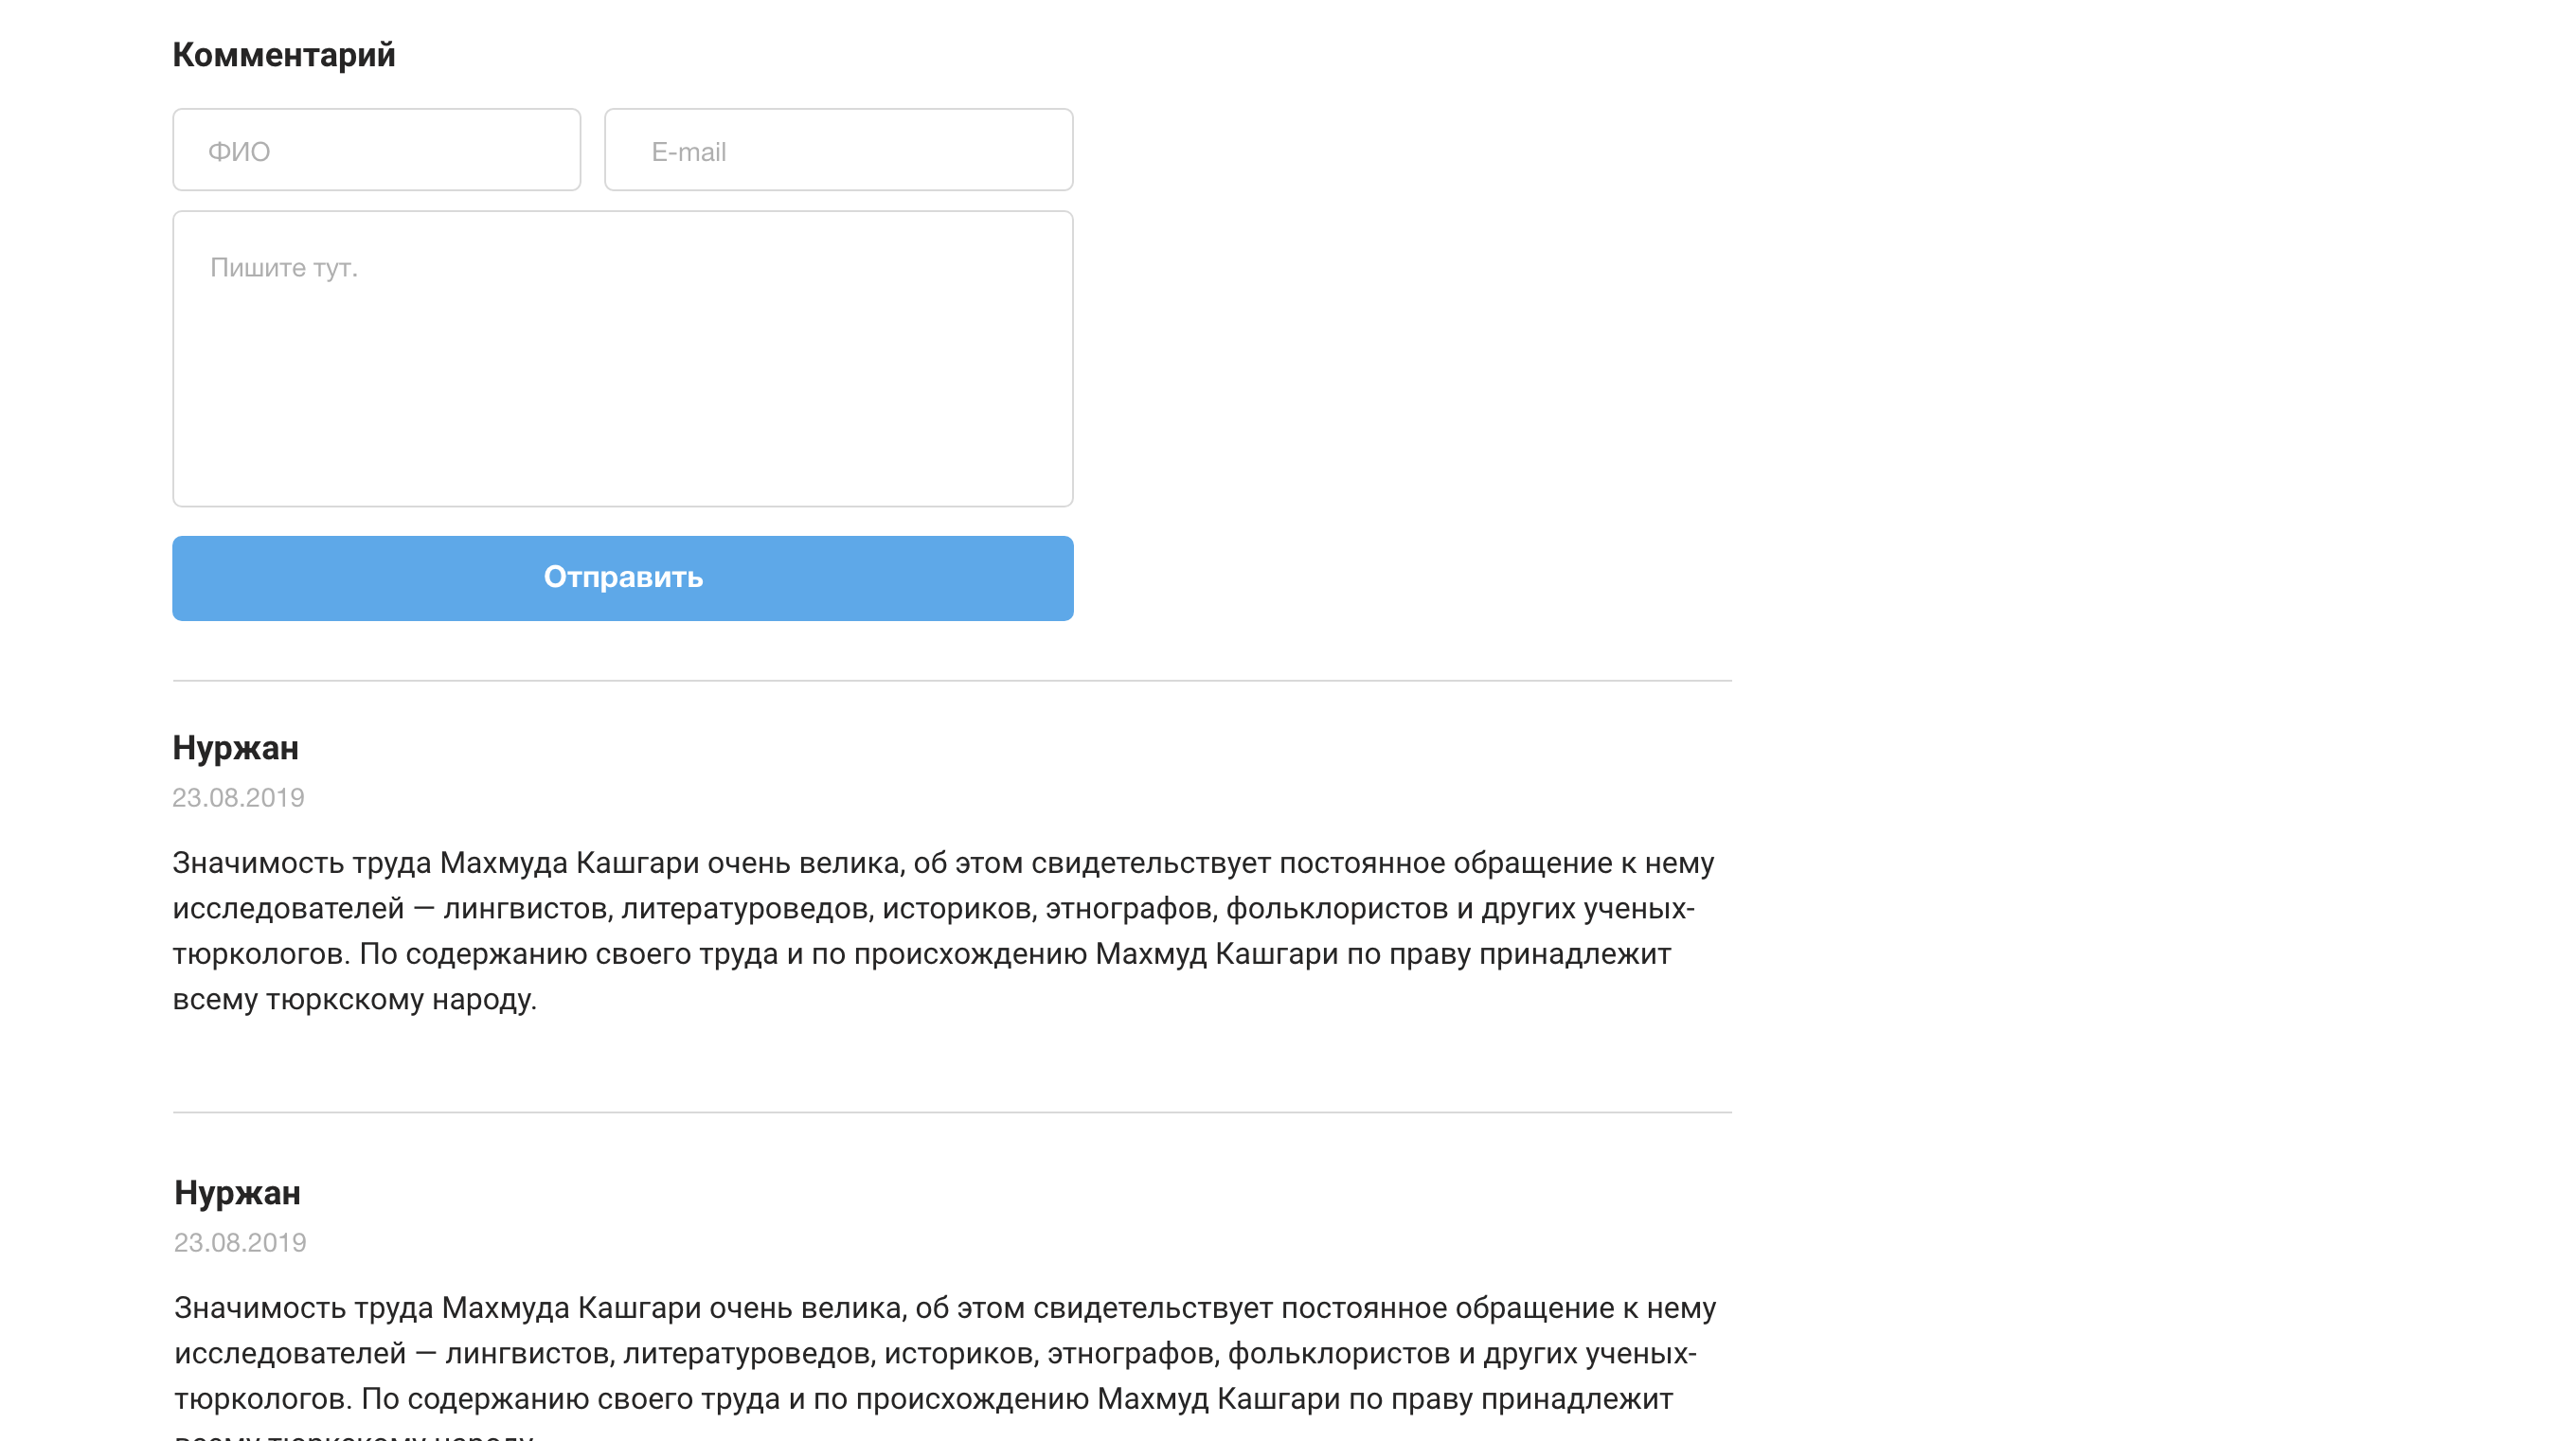 Комментарий
ФИО
E-mail
Пишите тут.
Отправить
Нуржан
23.08.2019
Значимость труда Махмуда Кашгари очень велика, об этом свидетельствует постоянное обращение к нему
исследователей — лингвистов, литературоведов, историков, этнографов, фольклористов и других ученых-
тюркологов. По содержанию своего труда и по происхождению Махмуд Кашгари по праву принадлежит
всему тюркскому народу.
Нуржан
23.08.2019
Значимость труда Махмуда Кашгари очень велика, об этом свидетельствует постоянное обращение к нему
исследователей — лингвистов, литературоведов, историков, этнографов, фольклористов и других ученых-
тюркологов. По содержанию своего труда и по происхождению Махмуд Кашгари по праву принадлежит
всему тюркскому народу.